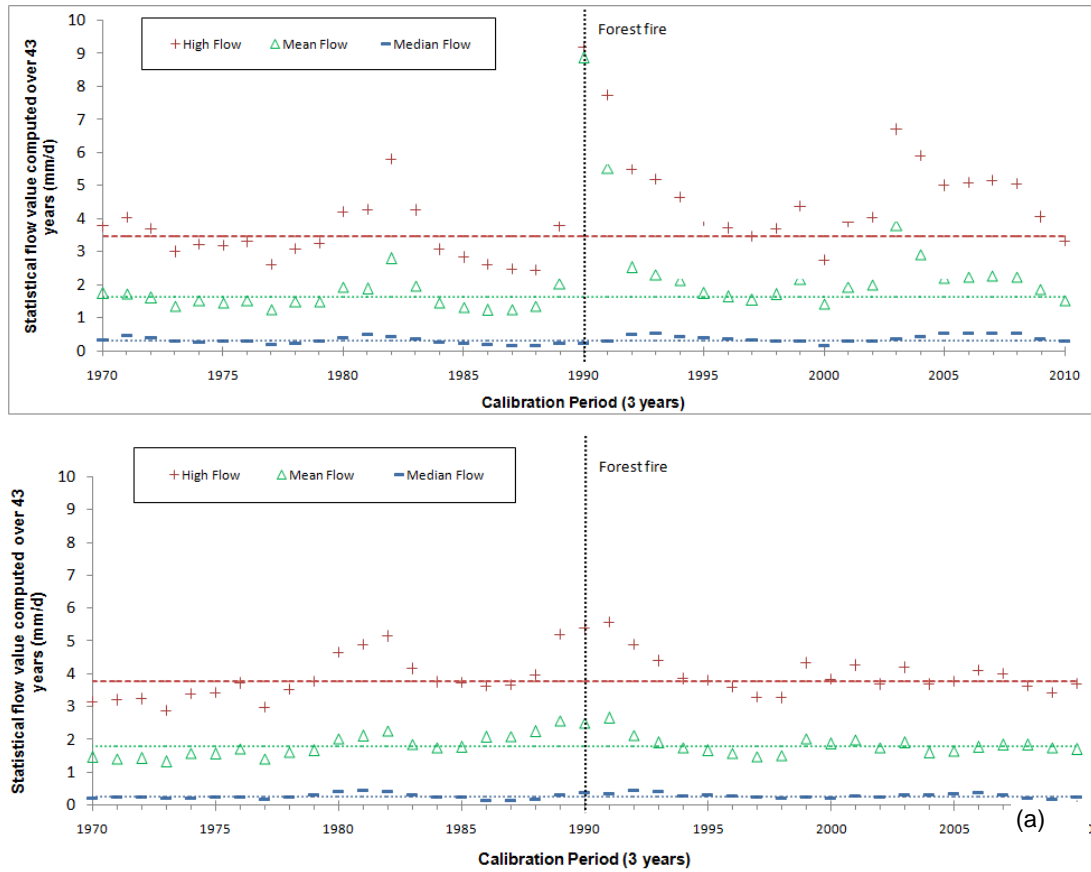 High Flow
Mean Flow
Median Flow
Forest fire
Statistical flow value computed over 43
years (mm/d)
10
9
8
7
6
5
4
3
2
1
0
1970
1975
1980
1985
1990
1995
2000
2005
2010
Calibration Period (3 years)
High Flow
Mean Flow
Median Flow
Forest fire
Statistical flow value computed over 43
years (mm/d)
10
9
8
7
6
5
4
3
2
1
0
1970
1975
1980
1985
1990
1995
2000
2005
(a)
Calibration Period (3 years)